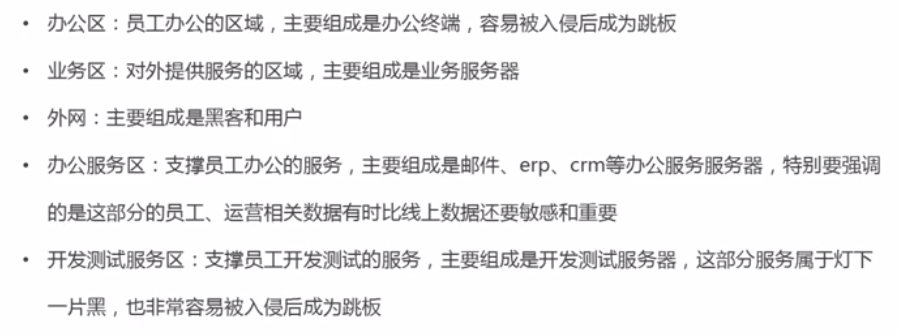 • 办公区：员工办公的区域，主要组成是办公终端，容易被入侵后成为跳板
• 业务区：对外提供服务的区域，主要组成是业务服务器
• 外网：主要组成是黑客和用户
• 办公服务区：支撑员工办公的服务，主要组成是邮件、erp、crm等办公服务服务器，特别要强调
的是这部分的员工、运营相关数据有时比线上数据还要敏感和重要
• 开发测试服务区：支撑员工开发测试的服务，主要组成是开发测试服务器，这部分服务属于灯下
一片黑，也非常容易被入侵后成为跳板